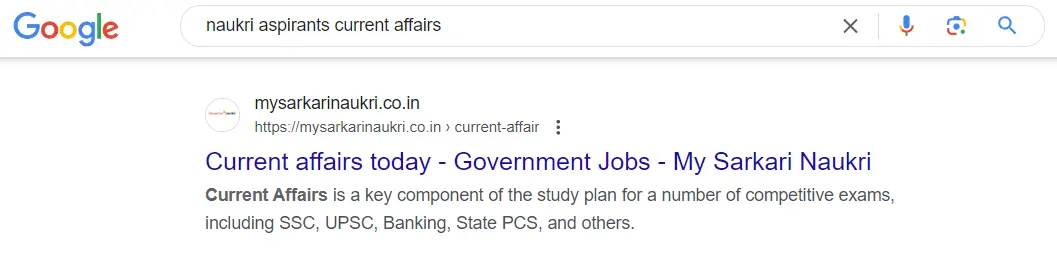 Google
naukri aspirants current affairs
mysarkarinaukri.co.in
https://mysarkarinaukri.co.in › current-affair
Current affairs today - Government Jobs - My Sarkari Naukri
Current Affairs is a key component of the study plan for a number of competitive exams,
including SSC, UPSC, Banking, State PCS, and others.